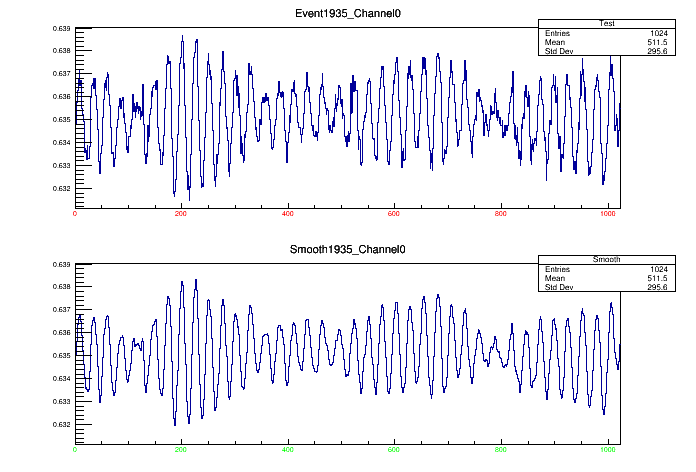 Event1935_Channel0
Test
Entries 1024
Mean 511.5
Std Dev 295.6
0.639
0.638
0.637
0.636
0.635
0.634
0.633
0.632
0 200 400 600 800 1000
Smooth1935_Channel0
Smooth
Entries 1024
Mean 511.5
Std Dev 295.6
0.639
0.638
0.637
0.636
0.635
0.634
0.633
0.632
0.631
0 200 400 600 800 1000